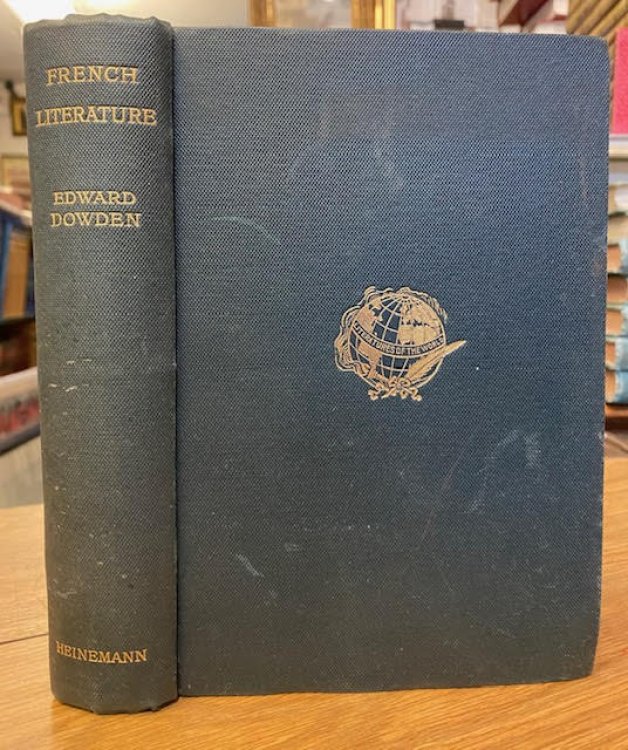 FRENCH
LITERATURE
EDWARD
DOWDEN
HEINEMANN
LITERATURES OF THE WORLD